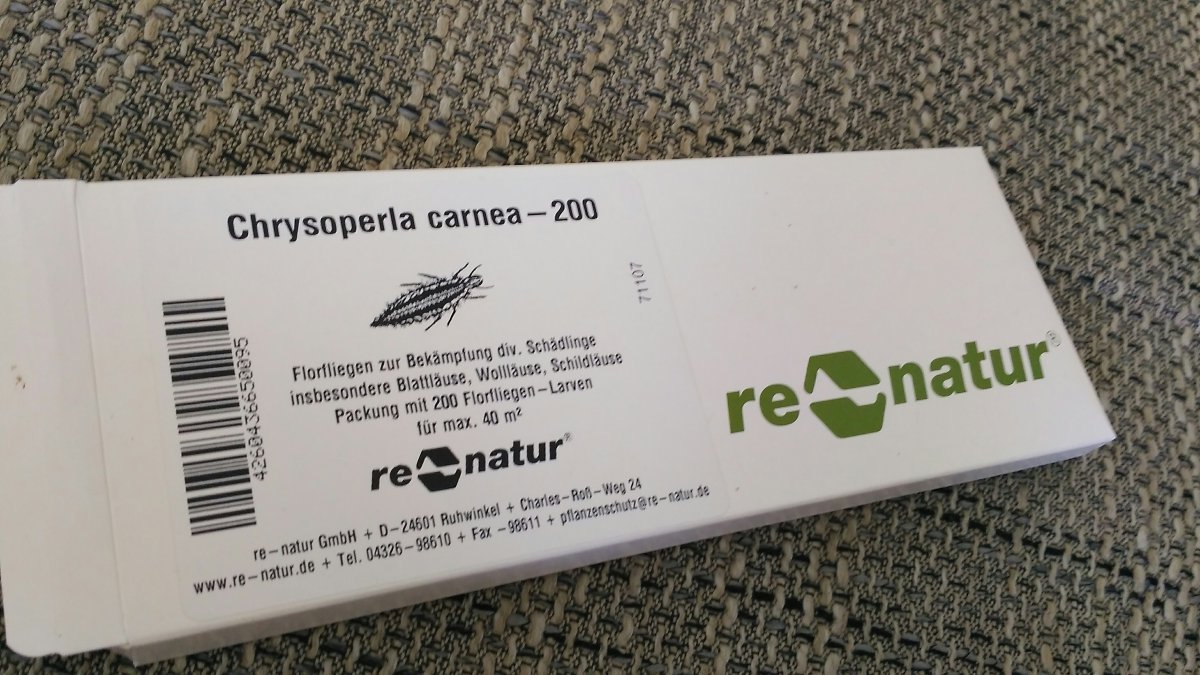 Chrysoperla carnea – 200
71107
4260436650095
Florfliegen zur Bekämpfung div. Schädlinge
insbesondere Blattläuse, Wollläuse, Schildläuse
Packung mit 200 Florfliegen–Larven
für max. 40 m²
re natur®
re–natur GmbH + D–24601 Ruhwinkel + Charles–Roß–Weg 24
www.re–natur.de + Tel. 04326–98610 + Fax –98611 + pflanzenschutz@re–natur.de
re natur®